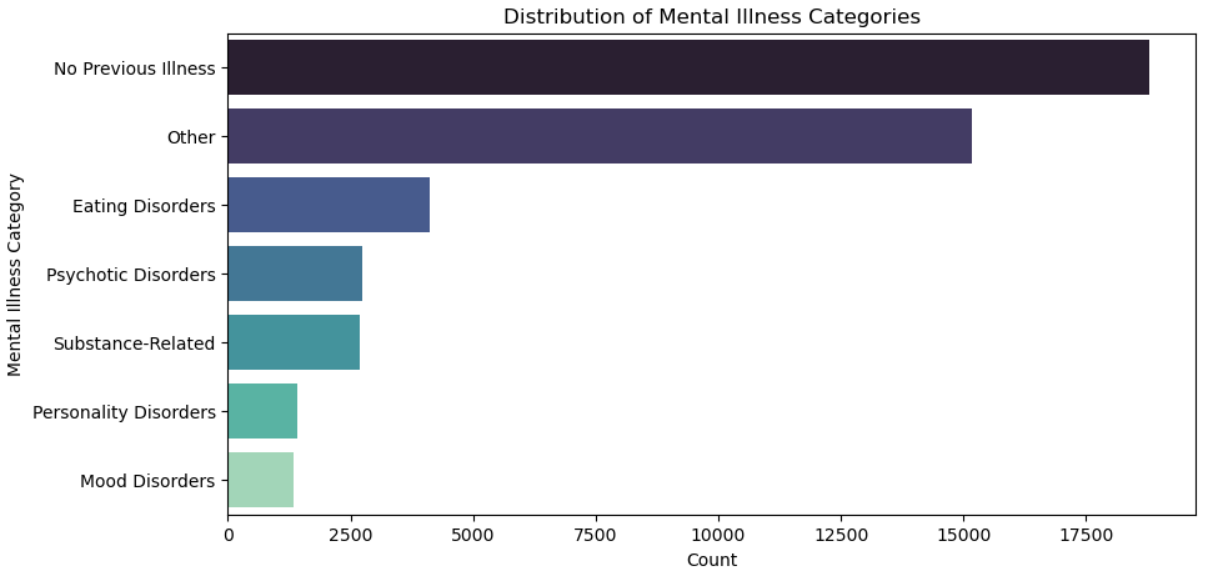 Distribution of Mental Illness Categories
No Previous Illness
Other
Eating Disorders
Psychotic Disorders
Substance-Related
Personality Disorders
Mood Disorders
Mental Illness Category
0 2500 5000 7500 10000 12500 15000 17500
Count